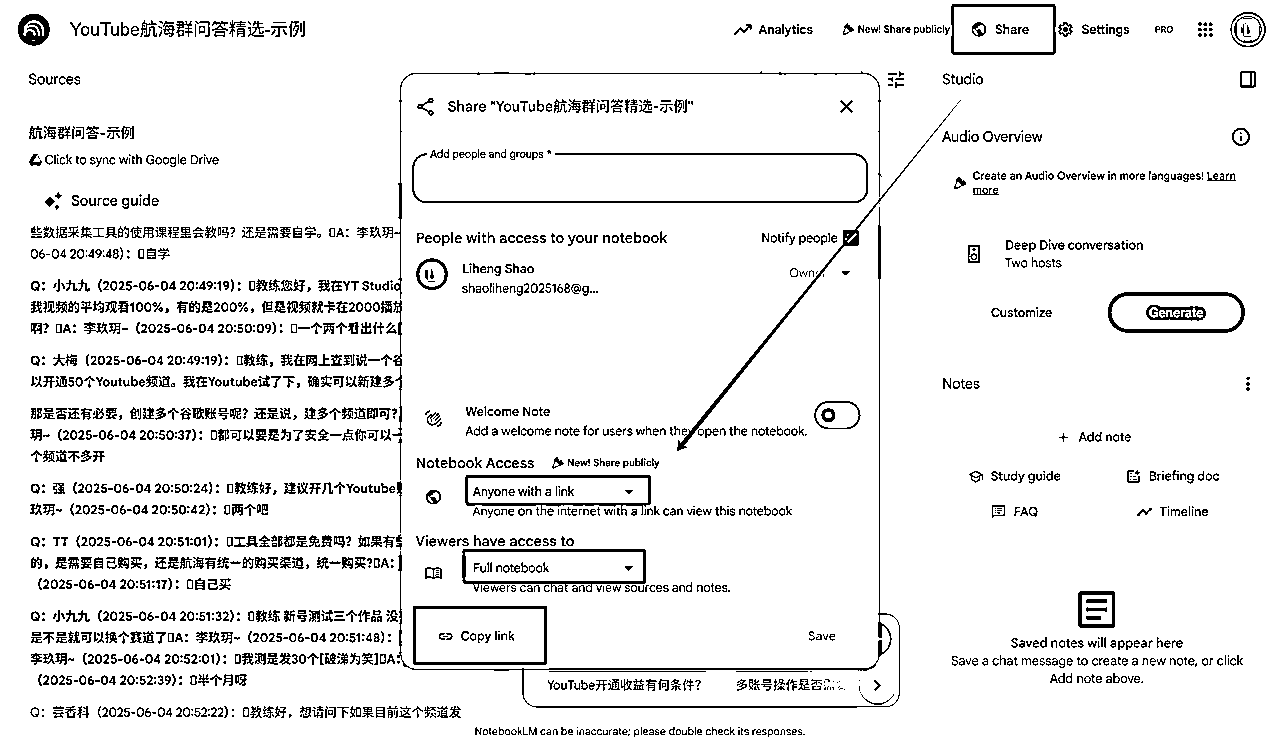 YouTube航海群问答精选-示例
Analytics
New! Share publicly
Share
Settings
PRO
Sources
航海群问答-示例
Click to sync with Google Drive
Source guide
些数据采集工具的使用课程里会教吗？还是需要自学。▯A：李玖玥~
06-04 20:49:48）：▯自学
Q：小九九（2025-06-04 20:49:19）：▯教练您好，我在YT Studio
我视频的平均观看100%，有的是200%，但是视频就卡在2000播放
啊？▯A：李玖玥~（2025-06-04 20:50:09）：▯一个两个看出什么
Q：大梅（2025-06-04 20:49:19）：▯教练，我在网上查到说一个谷
以开通50个Youtube频道。我在Youtube试了下，确实可以新建多个
那是否还有必要，创建多个谷歌账号呢？还是说，建多个频道即可？
玥~（2025-06-04 20:50:37）：▯都可以要是为了安全一点你可以一
个频道不多开
Q：强（2025-06-04 20:50:24）：▯教练好，建议开几个Youtube
玖玥~（2025-06-04 20:50:42）：▯两个吧
Q：TT（2025-06-04 20:51:01）：▯工具全部都是免费吗？如果有
的，是需要自己购买，还是航海有统一的购买渠道，统一购买?▯A：
（2025-06-04 20:51:17）：▯自己买
Q：小九九（2025-06-04 20:51:32）：▯教练 新号测试三个作品 没
是不是就可以换个赛道了▯A：李玖玥~（2025-06-04 20:51:48）：
李玖玥~（2025-06-04 20:52:01）：▯我测是发30个[破涕为笑]▯A：
（2025-06-04 20:52:39）：▯半个月呀
Q：芸香科（2025-06-04 20:52:22）：▯教练好，想请问下如果目前这个频道发
Share "YouTube航海群问答精选-示例"
Add people and groups *
People with access to your notebook
Notify people
Liheng Shao
Owner
shaoliheng2025168@g...
Welcome Note
Add a welcome note for users when they open the notebook.
Notebook Access
New! Share publicly
Anyone with a link
Anyone on the internet with a link can view this notebook
Viewers have access to
Full notebook
Viewers can chat and view sources and notes.
Copy link
Save
YouTube开通收益有何条件？
多账号操作是否
NotebookLM can be inaccurate; please double check its responses.
Studio
Audio Overview
Create an Audio Overview in more languages! Learn
more
Deep Dive conversation
Two hosts
Customize
Generate
Notes
Add note
Study guide
Briefing doc
FAQ
Timeline
Saved notes will appear here
Save a chat message to create a new note, or click
Add note above.